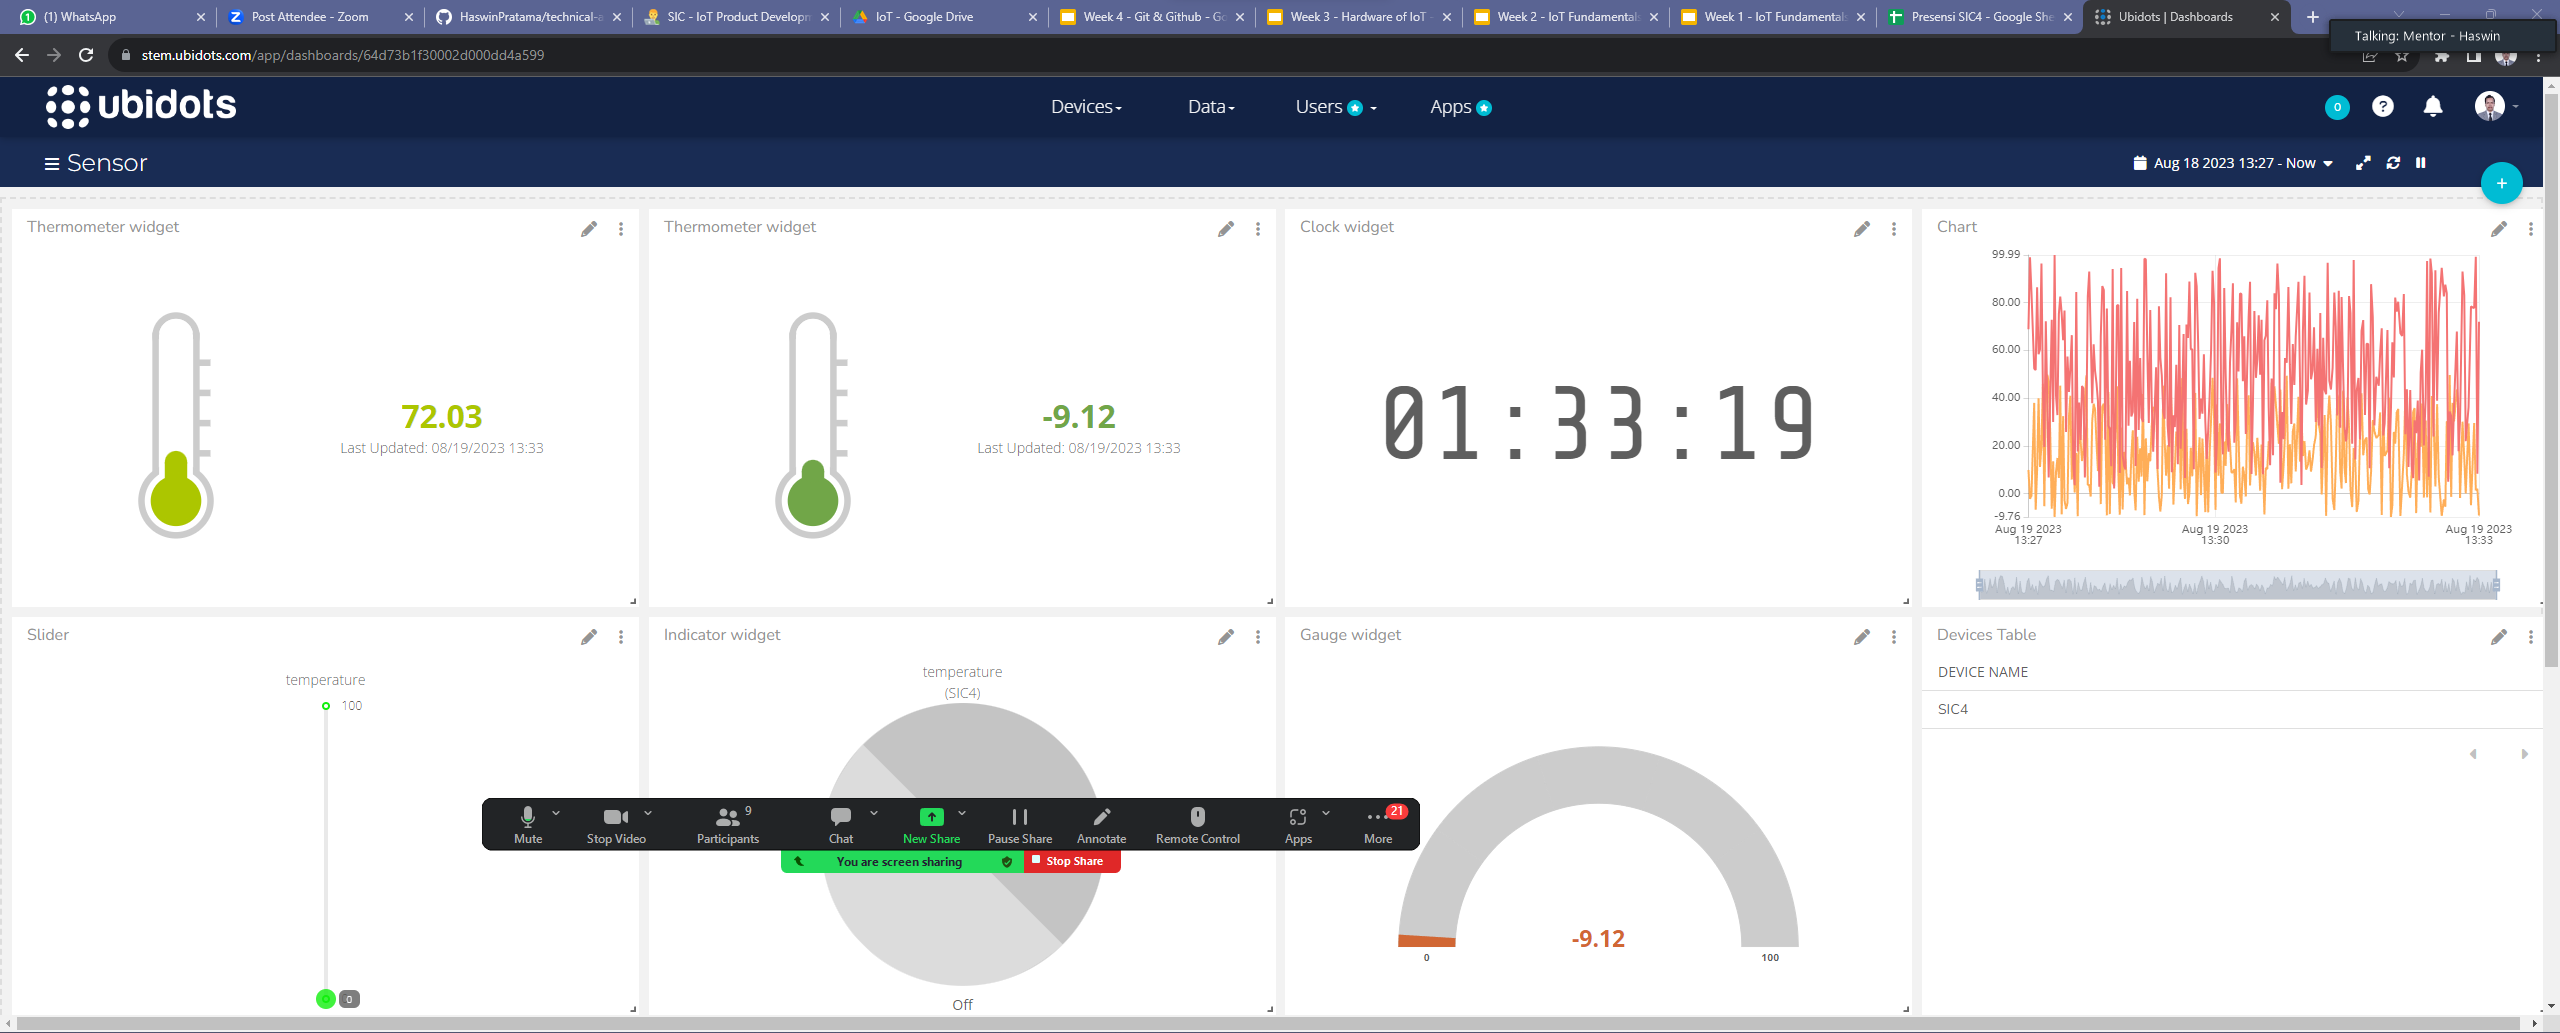 (1) WhatsApp
Post Attendee - Zoom
HaswinPratama/technical-a
SIC - IoT Product Developm
IoT - Google Drive
Week 4 - Git & Github - Go
Week 3 - Hardware of IoT -
Week 2 - IoT Fundamentals
Week 1 - IoT Fundamentals
Presensi SIC4 - Google She
Ubidots | Dashboards
Talking: Mentor - Haswin
stem.ubidots.com/app/dashboards/64d73b1f30002d000dd4a599
ubidots
Devices
Data
Users
Apps
0
Sensor
Aug 18 2023 13:27 - Now
Thermometer widget
72.03
Last Updated: 08/19/2023 13:33
Thermometer widget
-9.12
Last Updated: 08/19/2023 13:33
Clock widget
01:33:19
Chart
99.99
80.00
60.00
40.00
20.00
0.00
-9.76
Aug 19 2023
13:27
Aug 19 2023
13:30
Aug 19 2023
13:33
Slider
temperature
100
0
Indicator widget
temperature
(SIC4)
Off
Gauge widget
-9.12
0
100
Devices Table
DEVICE NAME
SIC4
Mute
Stop Video
Participants
9
Chat
New Share
Pause Share
Annotate
Remote Control
Apps
More
21
You are screen sharing
Stop Share